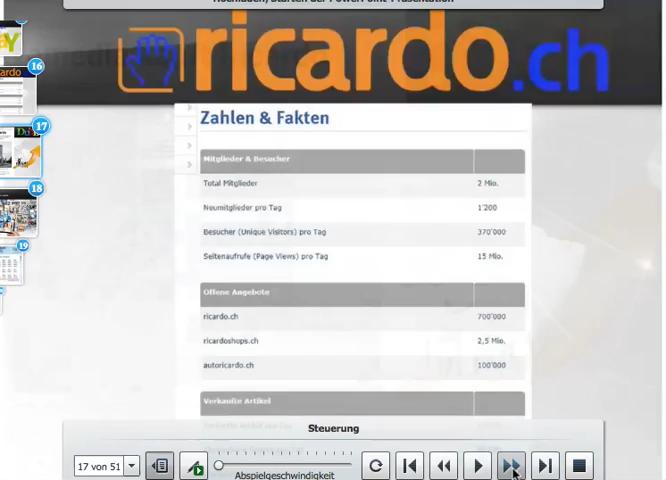 Hochladen, Starten der PowerPoint-Präsentation
ricardo.ch
16
17
18
19
Zahlen & Fakten
Mitglieder & Besucher
Total Mitglieder 2 Mio.
Neumitglieder pro Tag 1'200
Besucher (Unique Visitors) pro Tag 370'000
Seitenaufrufe (Page Views) pro Tag 15 Mio.
Offene Angebote
ricardo.ch 700'000
ricardoshops.ch 2,5 Mio.
autoricardo.ch 100'000
Verkaufte Artikel
Steuerung
17 von 51
Abspielgeschwindigkeit